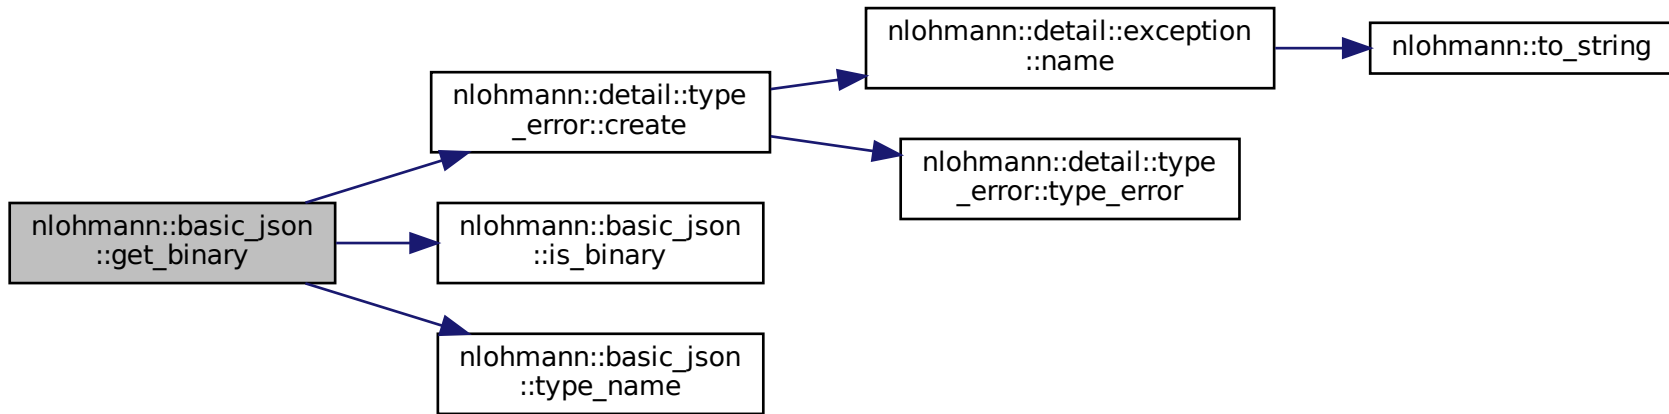 nlohmann::basic_json
::get_binary
nlohmann::detail::type
_error::create
nlohmann::basic_json
::is_binary
nlohmann::basic_json
::type_name
nlohmann::detail::exception
::name
nlohmann::detail::type
_error::type_error
nlohmann::to_string